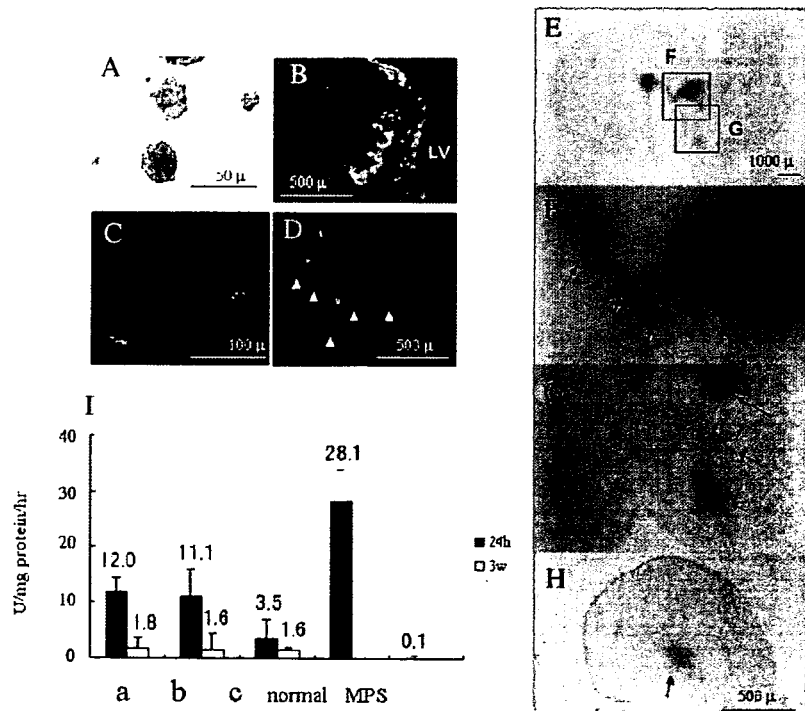 A
50 µ
B
LV
500 µ
C
100 µ
D
500 µ
E
F
G
1000
H
500 µ
I
U/mg protein/hr
40
30
20
10
0
12.0
1.8
11.1
1.6
3.5
1.6
28.1
0.1
24h
3w
a b c normal MPS